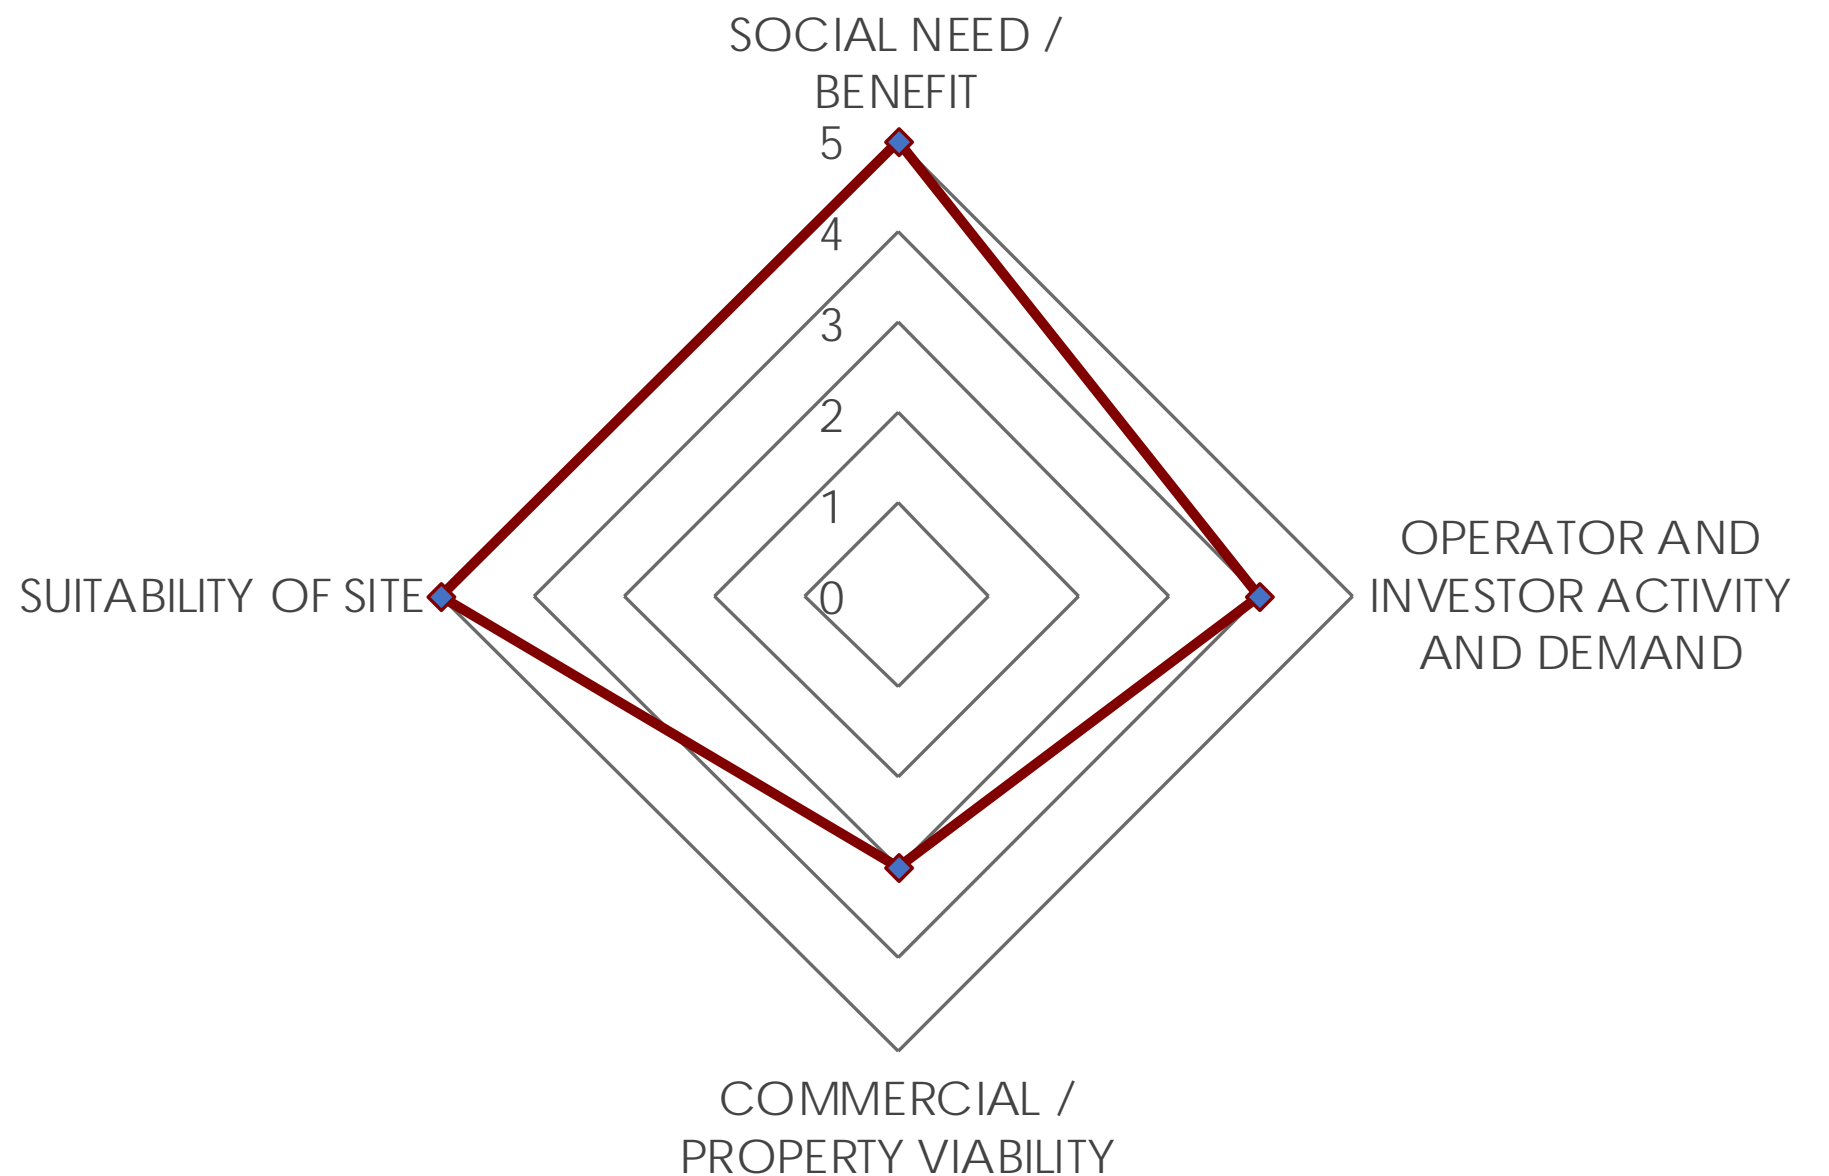 SOCIAL NEED /
BENEFIT
5
4
3
2
1
0
OPERATOR AND
INVESTOR ACTIVITY
AND DEMAND
SUITABILITY OF SITE
COMMERCIAL /
PROPERTY VIABILITY